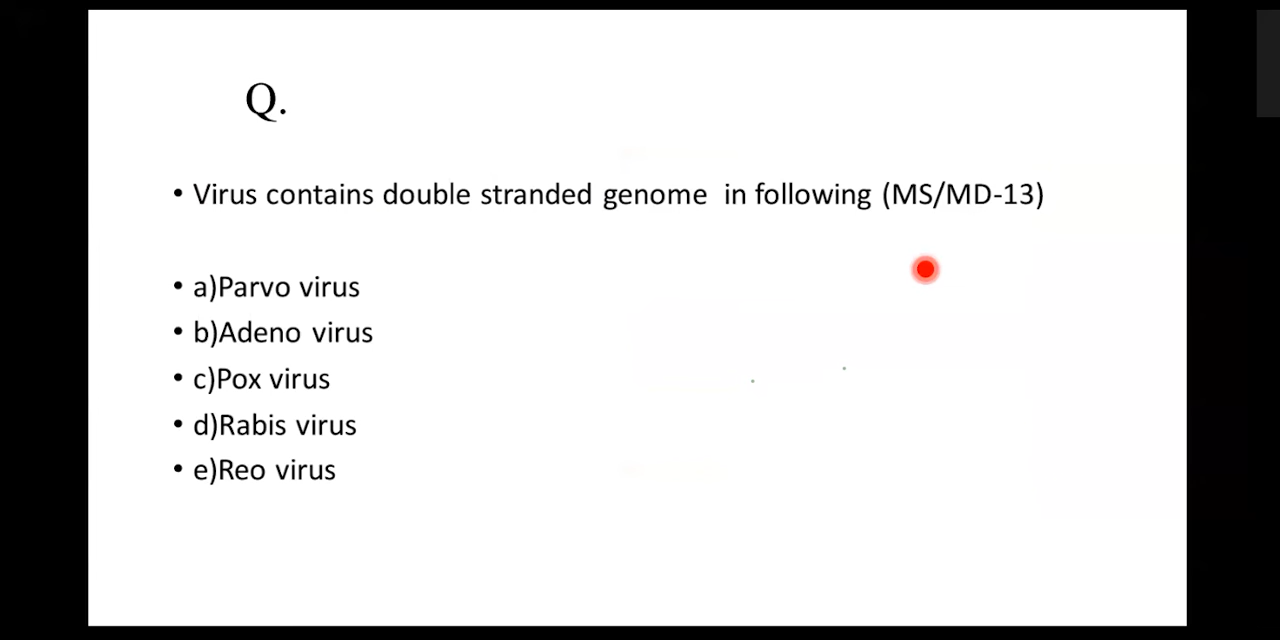 Q.
• Virus contains double stranded genome in following (MS/MD-13)
• a)Parvo virus
• b)Adeno virus
• c)Pox virus
• d)Rabis virus
• e)Reo virus